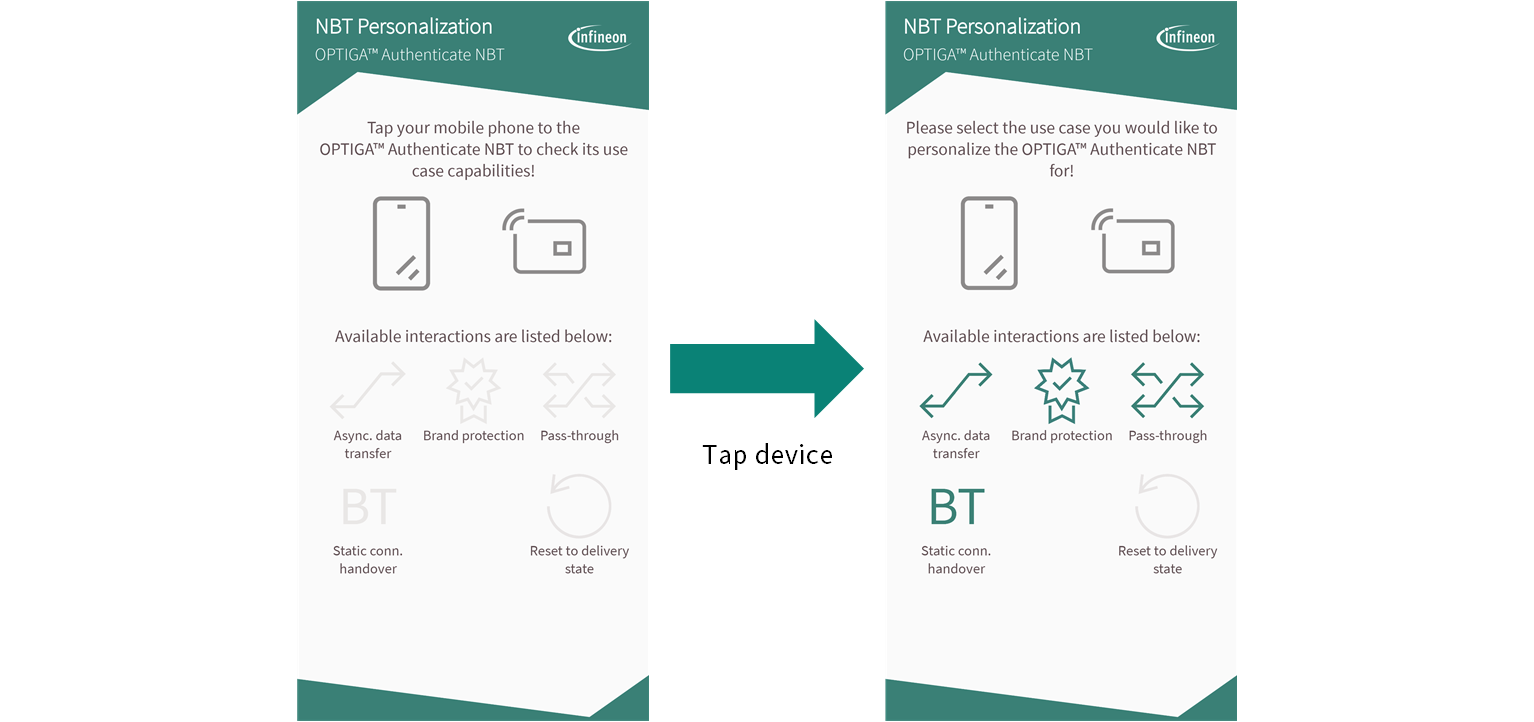 NBT Personalization
OPTIGA™ Authenticate NBT
infineon
Tap your mobile phone to the
OPTIGA™ Authenticate NBT to check its use
case capabilities!
Available interactions are listed below:
Async. data
transfer
Brand protection
Pass-through
BT
Static conn.
handover
Reset to delivery
state
Tap device
NBT Personalization
OPTIGA™ Authenticate NBT
infineon
Please select the use case you would like to
personalize the OPTIGA™ Authenticate NBT
for!
Available interactions are listed below:
Async. data
transfer
Brand protection
Pass-through
BT
Static conn.
handover
Reset to delivery
state